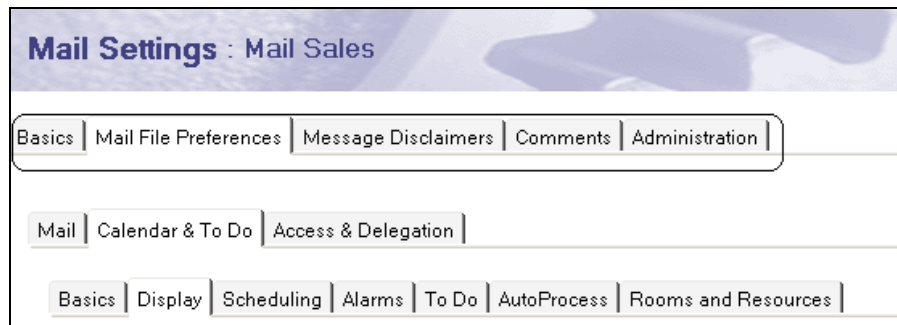 Mail Settings : Mail Sales
Basics Mail File Preferences Message Disclaimers Comments Administration
Mail Calendar & To Do Access & Delegation
Basics Display Scheduling Alarms To Do AutoProcess Rooms and Resources